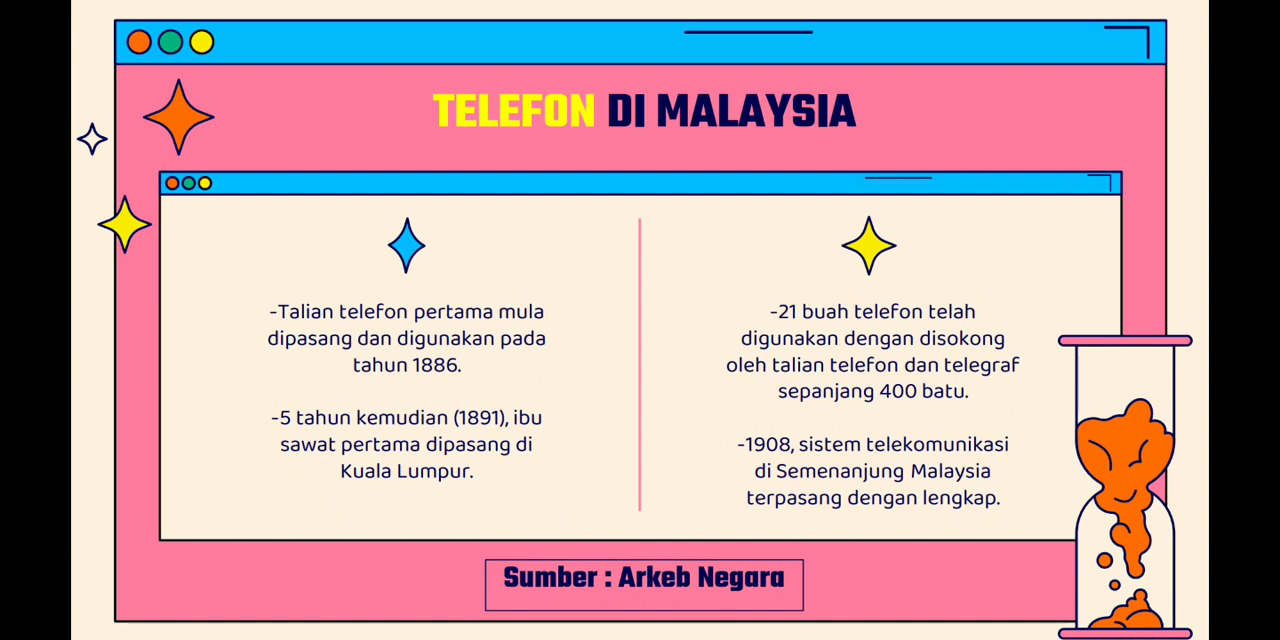 TELEFON DI MALAYSIA
-Talian telefon pertama mula
dipasang dan digunakan pada
tahun 1886.
-5 tahun kemudian (1891), ibu
sawat pertama dipasang di
Kuala Lumpur.
-21 buah telefon telah
digunakan dengan disokong
oleh talian telefon dan telegraf
sepanjang 400 batu.
-1908, sistem telekomunikasi
di Semenanjung Malaysia
terpasang dengan lengkap.
Sumber : Arkeb Negara